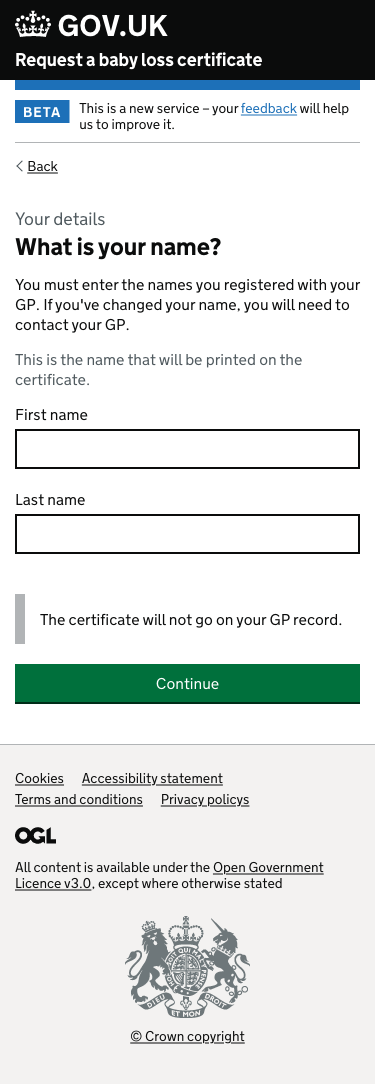 GOV.UK
Request a baby loss certificate
BETA
This is a new service – your feedback will help
us to improve it.
Back
Your details
What is your name?
You must enter the names you registered with your
GP. If you've changed your name, you will need to
contact your GP.
This is the name that will be printed on the
certificate.
First name
Last name
The certificate will not go on your GP record.
Continue
Cookies Accessibility statement
Terms and conditions Privacy policys
OGL
All content is available under the Open Government
Licence v3.0, except where otherwise stated
DIEU ET MON DROIT
© Crown copyright